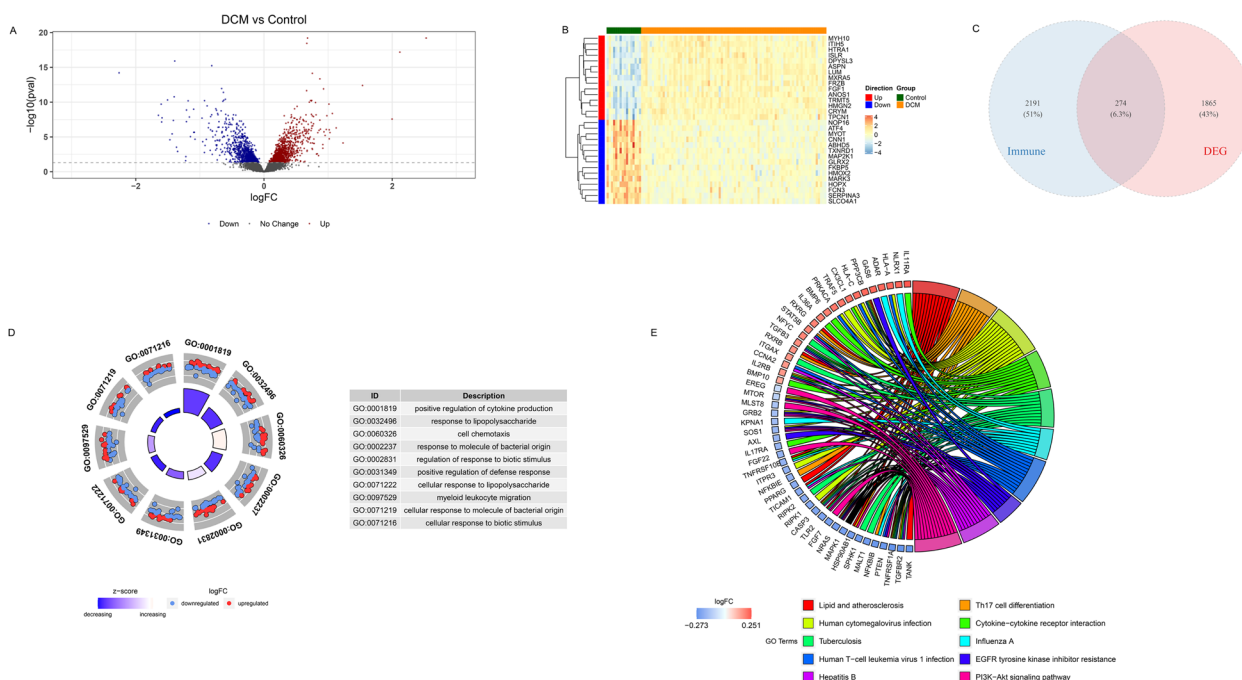 A
DCM vs Control
20
15
10
5
0
−log10(pval)
−2
0
2
logFC
Down
No Change
Up
B
MYH10
ITIH5
HTRA1
ISLR
DPYSL3
ASPN
LUM
MXRA5
FRZB
FGF1
ANOS1
TRMT5
HMGN2
CRYM
TPCN1
NOP16
ATF4
MYOT
CNN1
ABHD5
TXNRD1
MAP2K1
GLRX2
FKBP5
HMOX2
MARK3
HOPX
FCN3
SERPINA3
SLCO4A1
Direction
Up
Down
Group
Control
DCM
4
2
0
−2
−4
C
2191
(51%)
274
(6.3%)
1865
(43%)
Immune
DEG
D
GO:0001819
GO:0032496
GO:0060326
GO:0002237
GO:0002831
GO:0031349
GO:0071222
GO:0097529
GO:0071219
GO:0071216
z−score
decreasing
increasing
logFC
downregulated
upregulated
ID Description
GO:0001819 positive regulation of cytokine production
GO:0032496 response to lipopolysaccharide
GO:0060326 cell chemotaxis
GO:0002237 response to molecule of bacterial origin
GO:0002831 regulation of response to biotic stimulus
GO:0031349 positive regulation of defense response
GO:0071222 cellular response to lipopolysaccharide
GO:0097529 myeloid leukocyte migration
GO:0071219 cellular response to molecule of bacterial origin
GO:0071216 cellular response to biotic stimulus
E
IL11RA
NLRX1
HLA−A
ADAR
GAS6
PPP3CB
HLA−C
CX3CL1
TRAF5
PRKACA
BMP6
IL36A
RXRG
STAT5B
NFYC
TGFB3
RXRB
ITGAX
CCNA2
IL2RB
BMP10
EREG
MTOR
MLST8
GRB2
KPNA1
SOS1
AXL
IL17RA
FGF22
TNFRSF10B
ITPR3
NFKBIE
PPARG
TICAM1
RIPK2
RIPK1
CASP3
TLR2
FGF7
NRAS
MAPK1
HSP90AB1
SPHK1
MALT1
NFKBIB
PTEN
TNFRSF1A
TGFBR2
TANK
logFC
−0.273
0.251
GO Terms
Lipid and atherosclerosis
Th17 cell differentiation
Human cytomegalovirus infection
Cytokine−cytokine receptor interaction
Tuberculosis
Influenza A
Human T−cell leukemia virus 1 infection
EGFR tyrosine kinase inhibitor resistance
Hepatitis B
PI3K−Akt signaling pathway